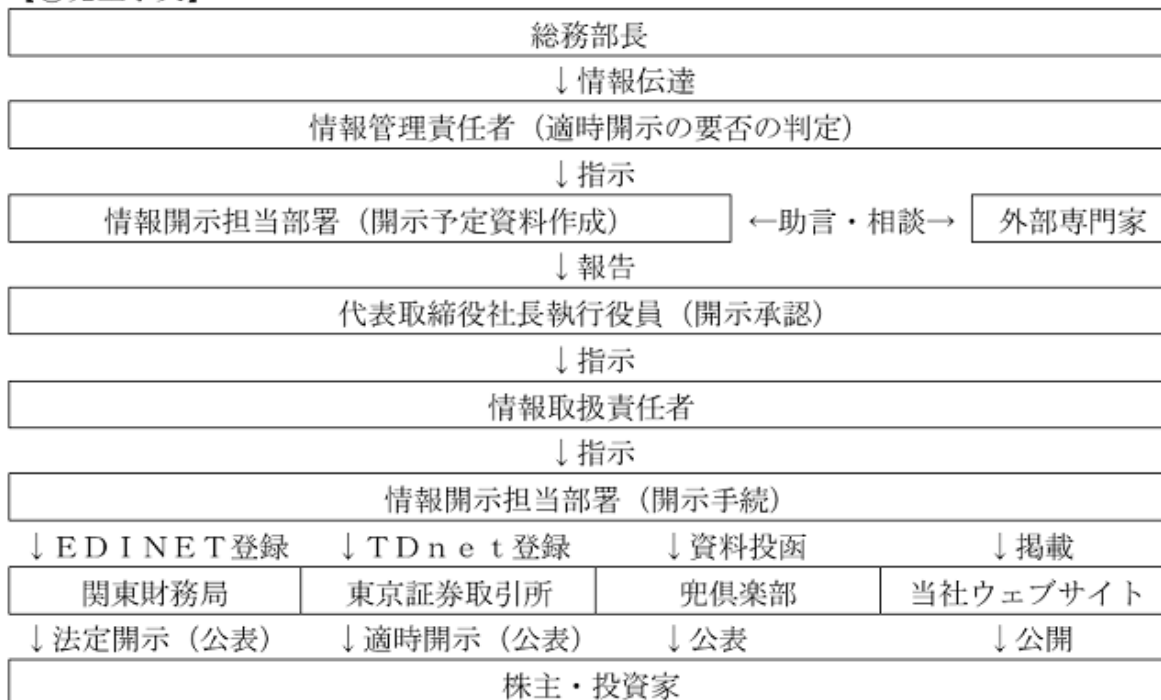 総務部長
↓情報伝達
情報管理責任者（適時開示の要否の判定）
↓指示
情報開示担当部署（開示予定資料作成） ←助言・相談→ 外部専門家
↓報告
代表取締役社長執行役員（開示承認）
↓指示
情報取扱責任者
↓指示
情報開示担当部署（開示手続）
↓ＥＤＩＮＥＴ登録 ↓ＴＤｎｅｔ登録 ↓資料投函 ↓掲載
関東財務局 東京証券取引所 兜倶楽部 当社ウェブサイト
↓法定開示（公表） ↓適時開示（公表） ↓公表 ↓公開
株主・投資家